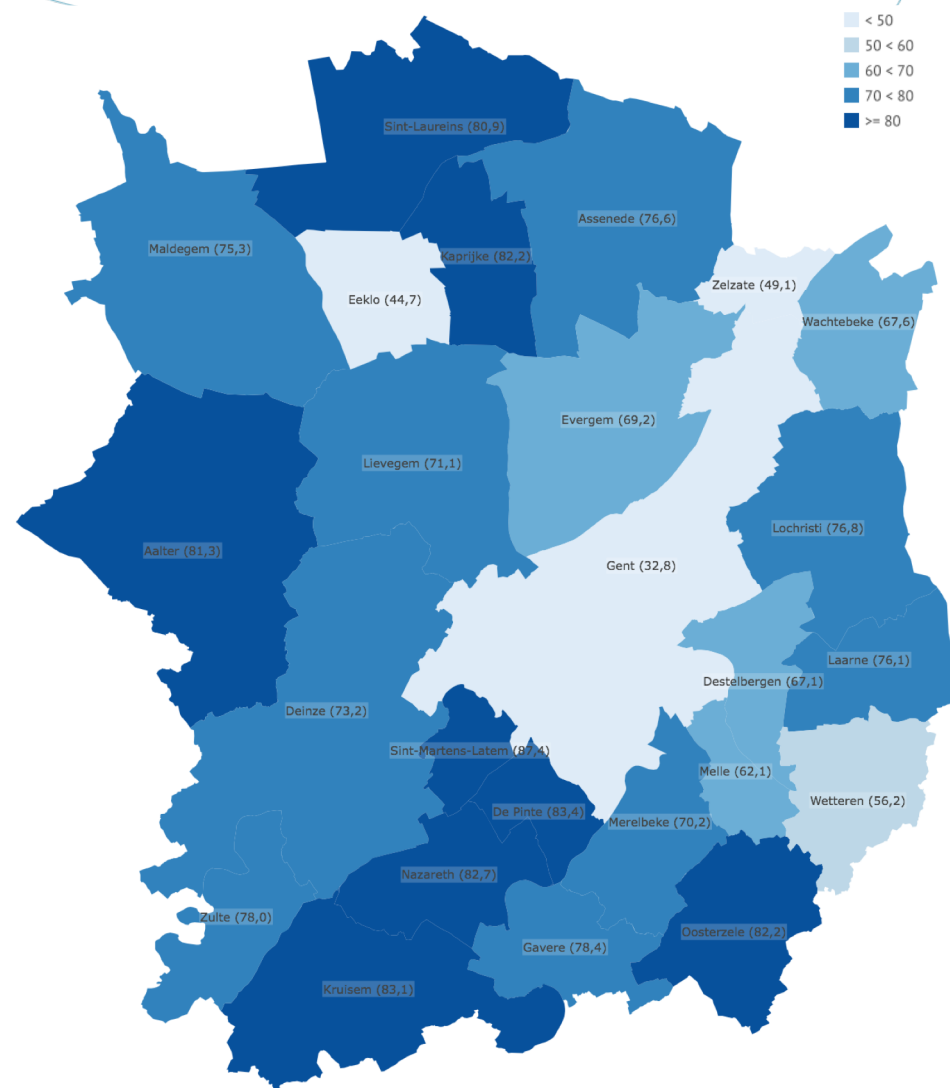 < 50
50 < 60
60 < 70
70 < 80
>= 80
Sint-Laureins (80,9)
Assenede (76,6)
Maldegem (75,3)
Kaprijke (82,2)
Zelzate (49,1)
Eeklo (44,7)
Wachtebeke (67,6)
Evergem (69,2)
Lievegem (71,1)
Lochristi (76,8)
Aalter (81,3)
Gent (32,8)
Laarne (76,1)
Destelbergen (67,1)
Deinze (73,2)
Sint-Martens-Latem (87,4)
Melle (62,1)
Wetteren (56,2)
De Pinte (83,4)
Merelbeke (70,2)
Nazareth (82,7)
Zulte (78,0)
Oosterzele (82,2)
Gavere (78,4)
Kruisem (83,1)